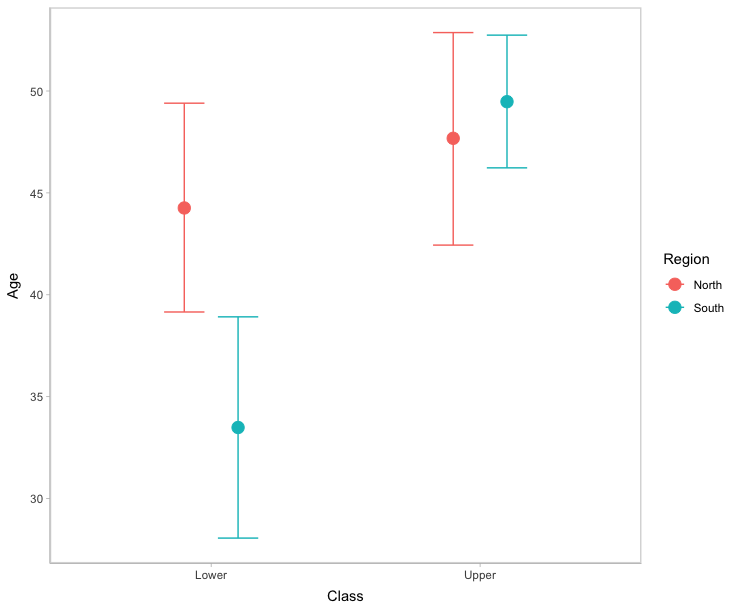 50
45
40
35
30
Age
Lower
Upper
Class
Region
North
South